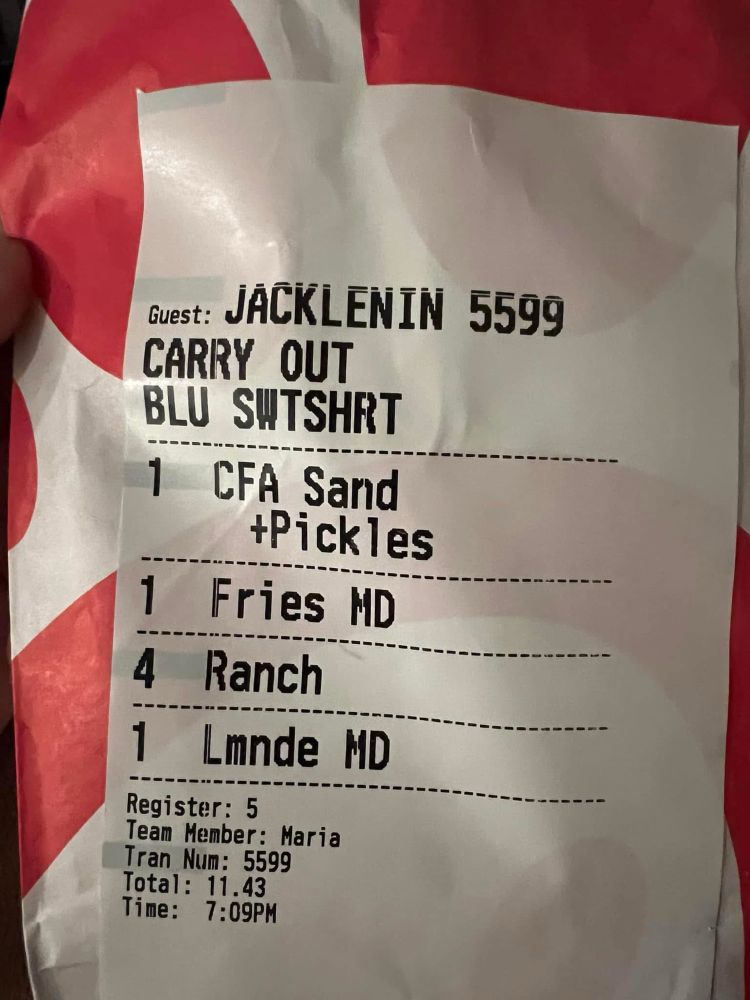 Guest: JACKLENIN 5599
CARRY OUT
BLU SWTSHRT
1 CFA Sand
+Pickles
1 Fries MD
4 Ranch
1 Lmnde MD
Register: 5
Team Member: Maria
Tran Num: 5599
Total: 11.43
Time: 7:09PM